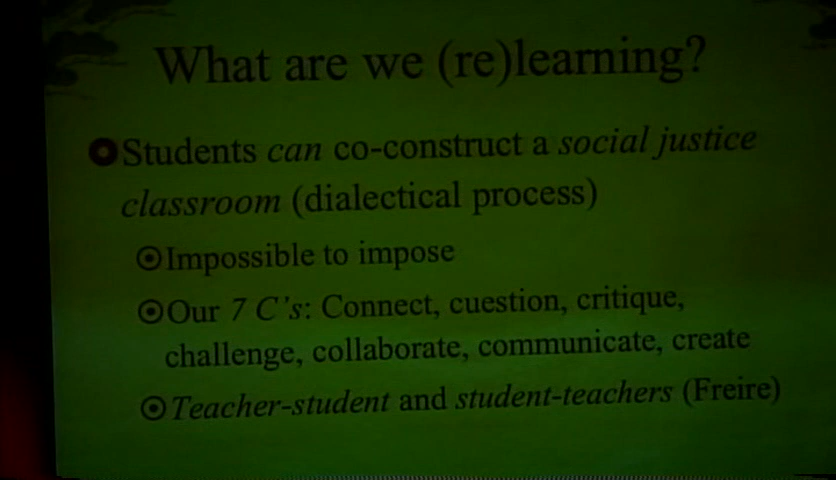 What are we (re)learning?
Students can co-construct a social justice
classroom (dialectical process)
Impossible to impose
Our 7 C's: Connect, cuestion, critique,
challenge, collaborate, communicate, create
Teacher-student and student-teachers (Freire)